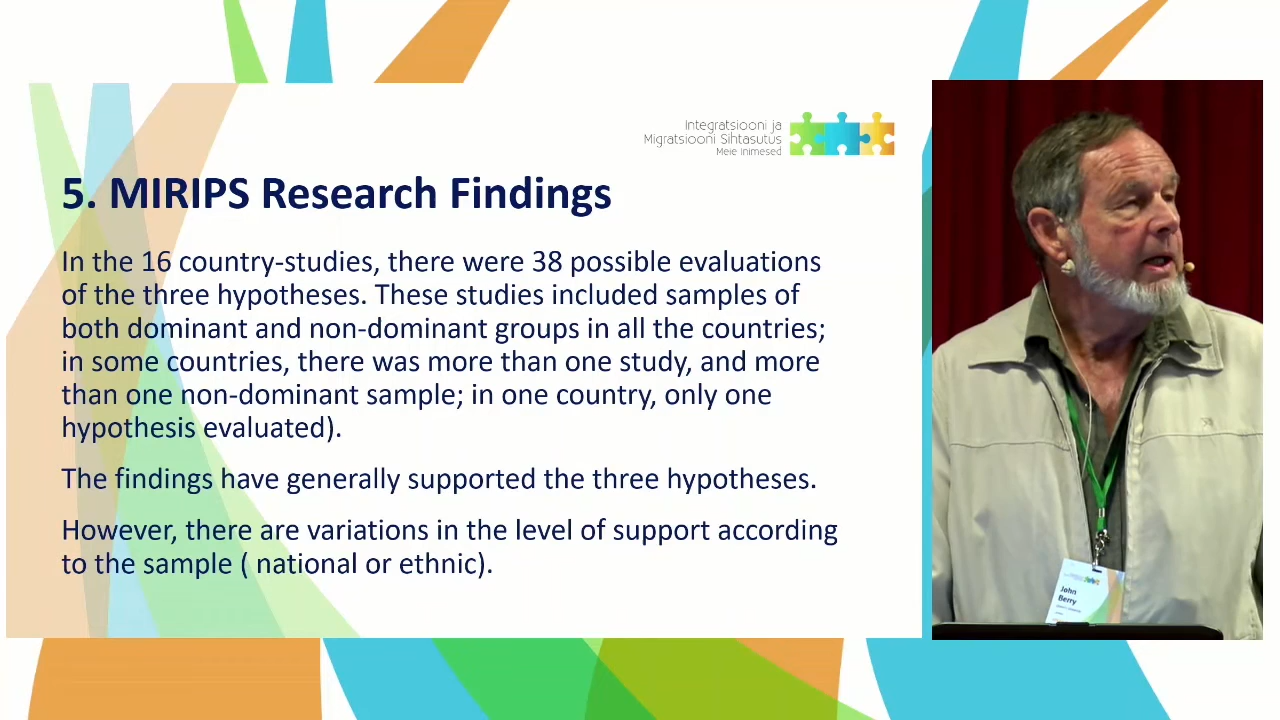 Integratsiooni ja
Migratsiooni Sihtasutus
Meie Inimesed
5. MIRIPS Research Findings
In the 16 country-studies, there were 38 possible evaluations
of the three hypotheses. These studies included samples of
both dominant and non-dominant groups in all the countries;
in some countries, there was more than one study, and more
than one non-dominant sample; in one country, only one
hypothesis evaluated).
The findings have generally supported the three hypotheses.
However, there are variations in the level of support according
to the sample ( national or ethnic).
John
Berry